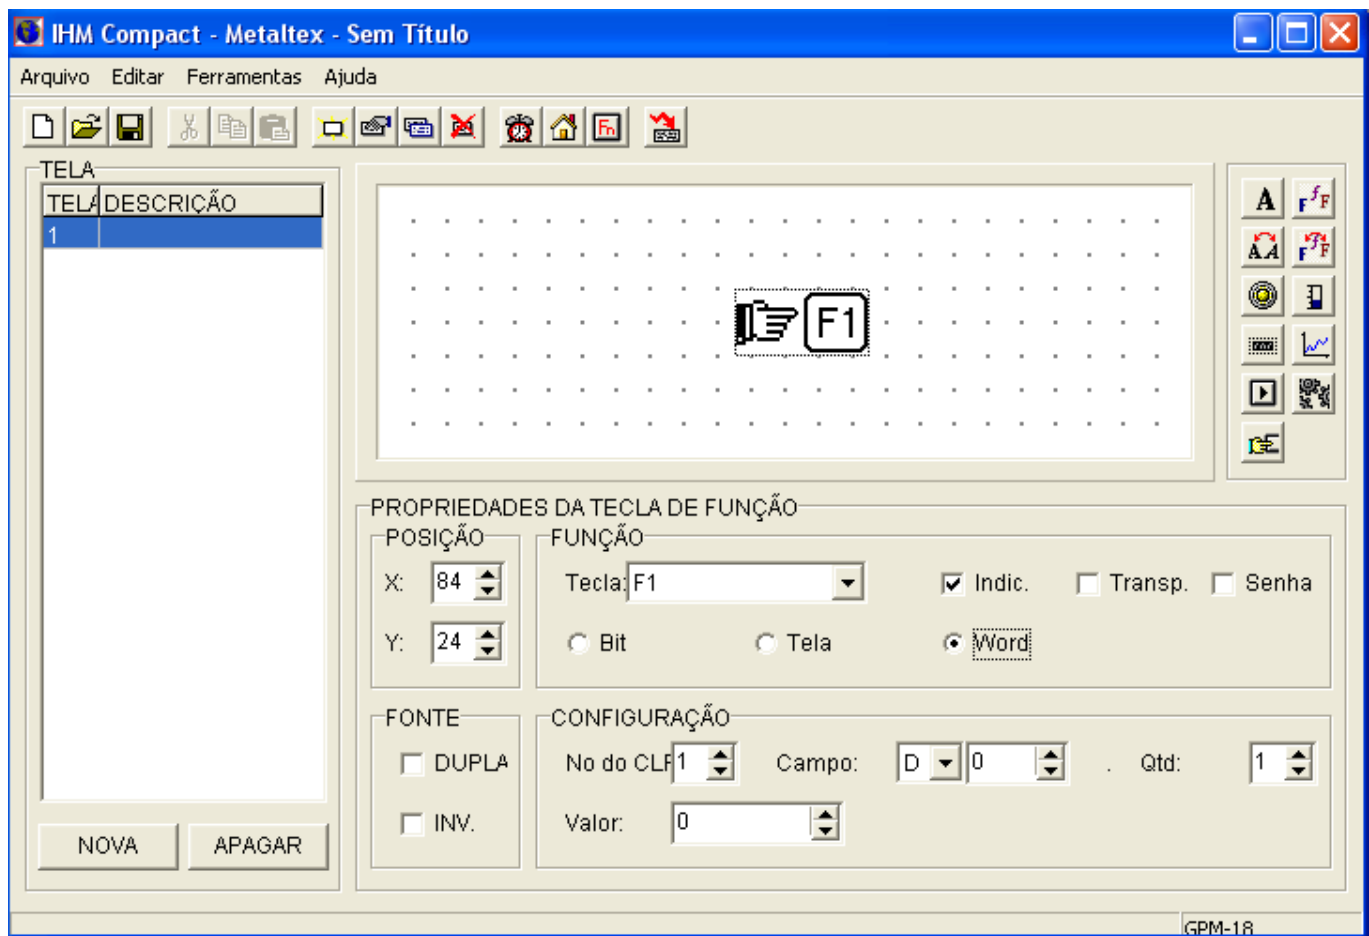 IHM Compact - Metaltex - Sem Título
Arquivo Editar Ferramentas Ajuda
Fn
TELA
TELA DESCRIÇÃO
1
F1
A F f F
A A F F F
PROPRIEDADES DA TECLA DE FUNÇÃO
POSIÇÃO
X: 84
Y: 24
FUNÇÃO
Tecla: F1 Indic. Transp. Senha
Bit Tela Word
FONTE
DUPLA
INV.
CONFIGURAÇÃO
No do CLF 1 Campo: D 0 . Qtd: 1
Valor: 0
NOVA APAGAR
GPM-18